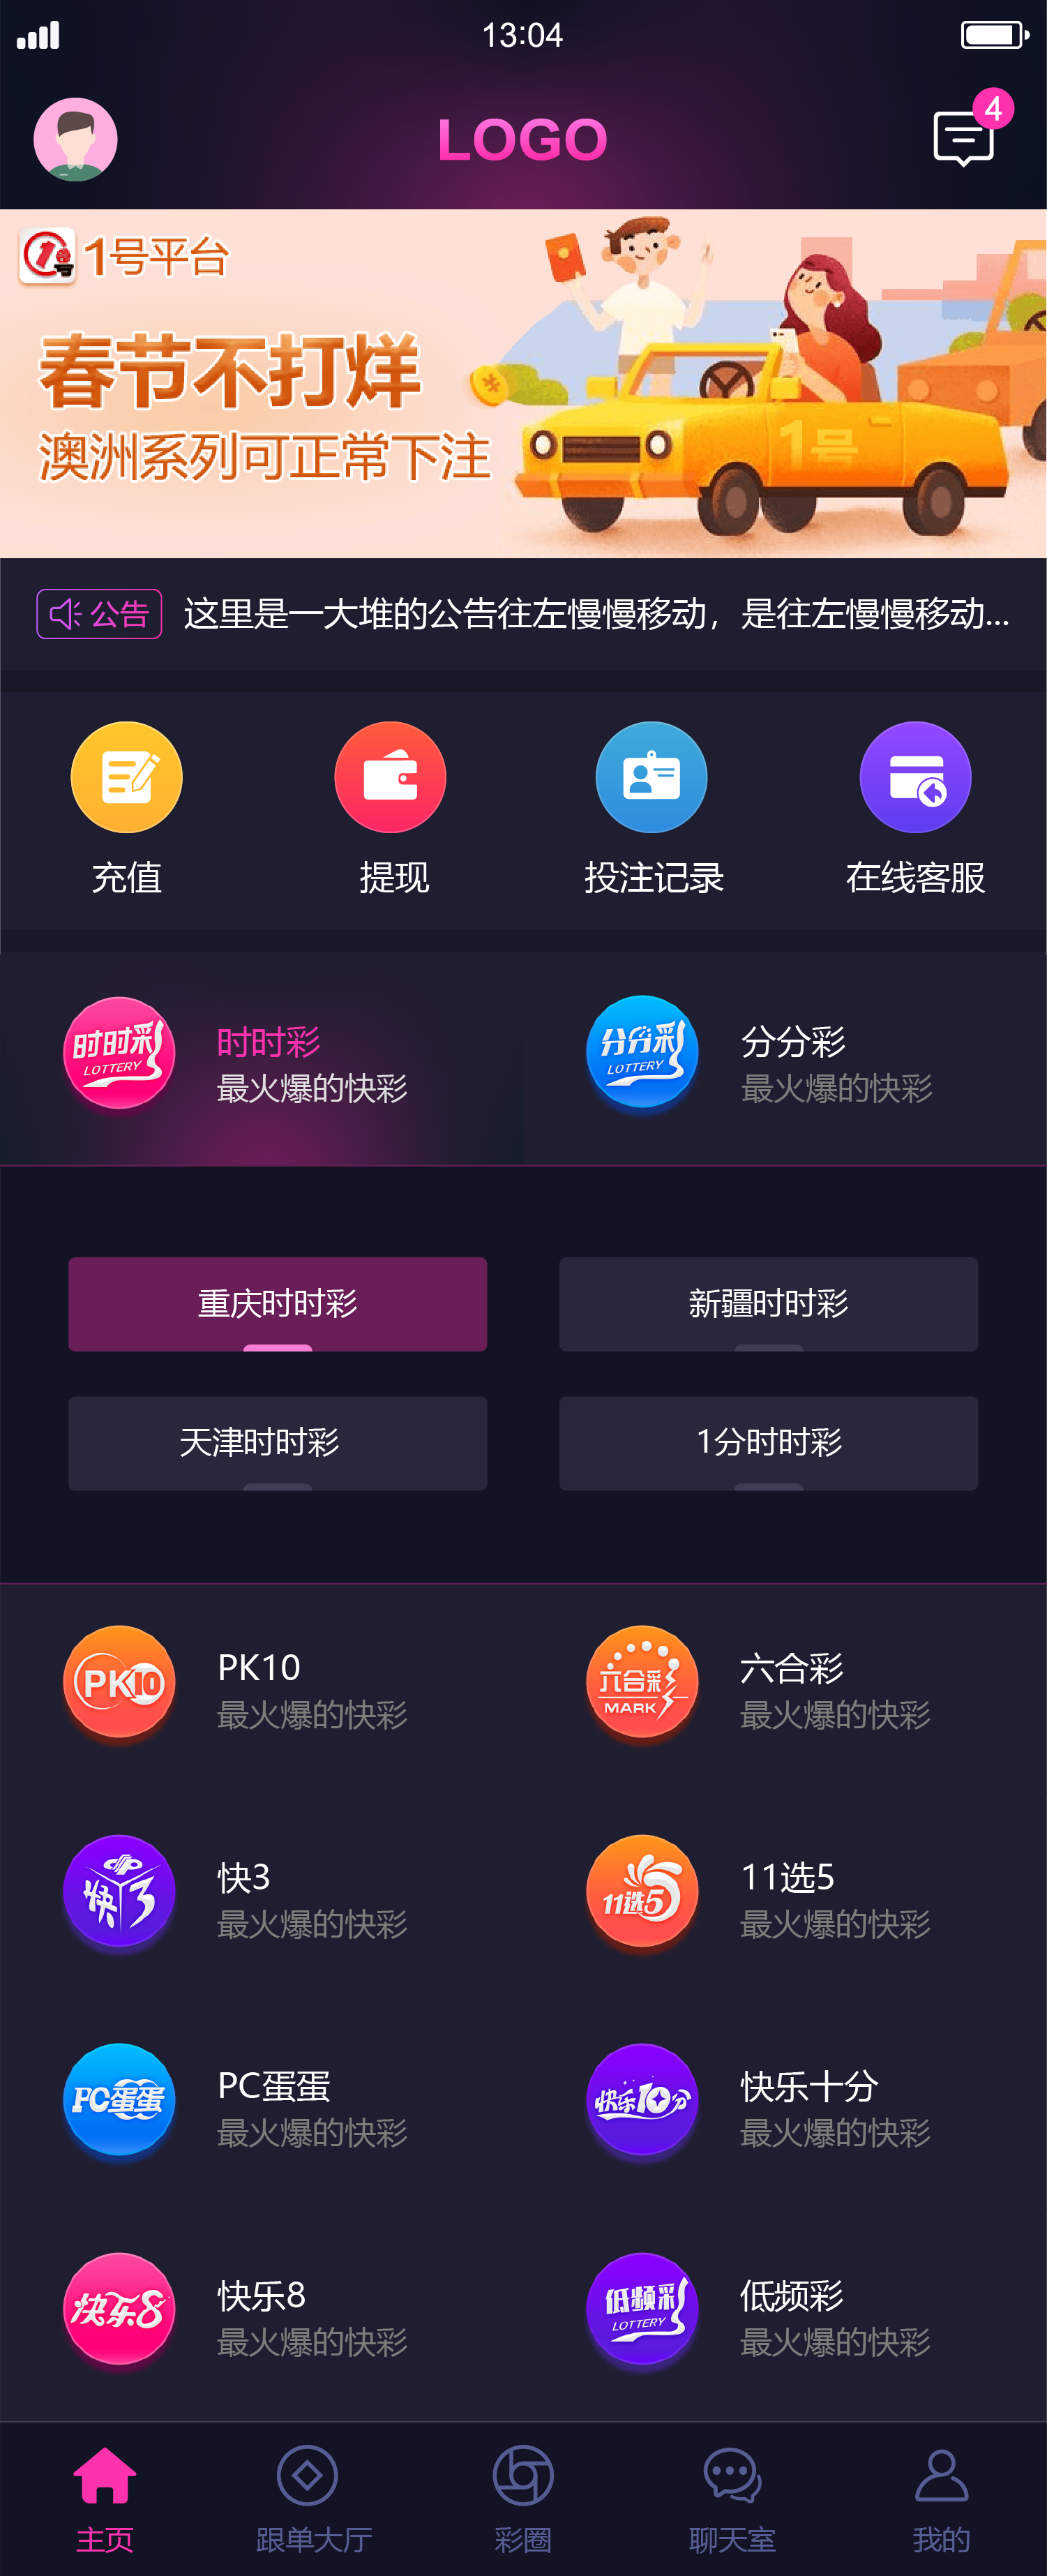 13:04
LOGO
4
1号平台
春节不打烊
澳洲系列可正常下注
1号
公告 这里是一大堆的公告往左慢慢移动，是往左慢慢移动...
充值 提现 投注记录 在线客服
时时彩 LOTTERY
时时彩
最火爆的快彩
分分彩 LOTTERY
分分彩
最火爆的快彩
重庆时时彩 新疆时时彩
天津时时彩 1分时时彩
PK10
PK10
最火爆的快彩
六合彩 MARK
六合彩
最火爆的快彩
快3
快3
最火爆的快彩
11选5
11选5
最火爆的快彩
PC蛋蛋
PC蛋蛋
最火爆的快彩
快乐10分
快乐十分
最火爆的快彩
快乐8
快乐8
最火爆的快彩
低频彩 LOTTERY
低频彩
最火爆的快彩
主页 跟单大厅 彩圈 聊天室 我的